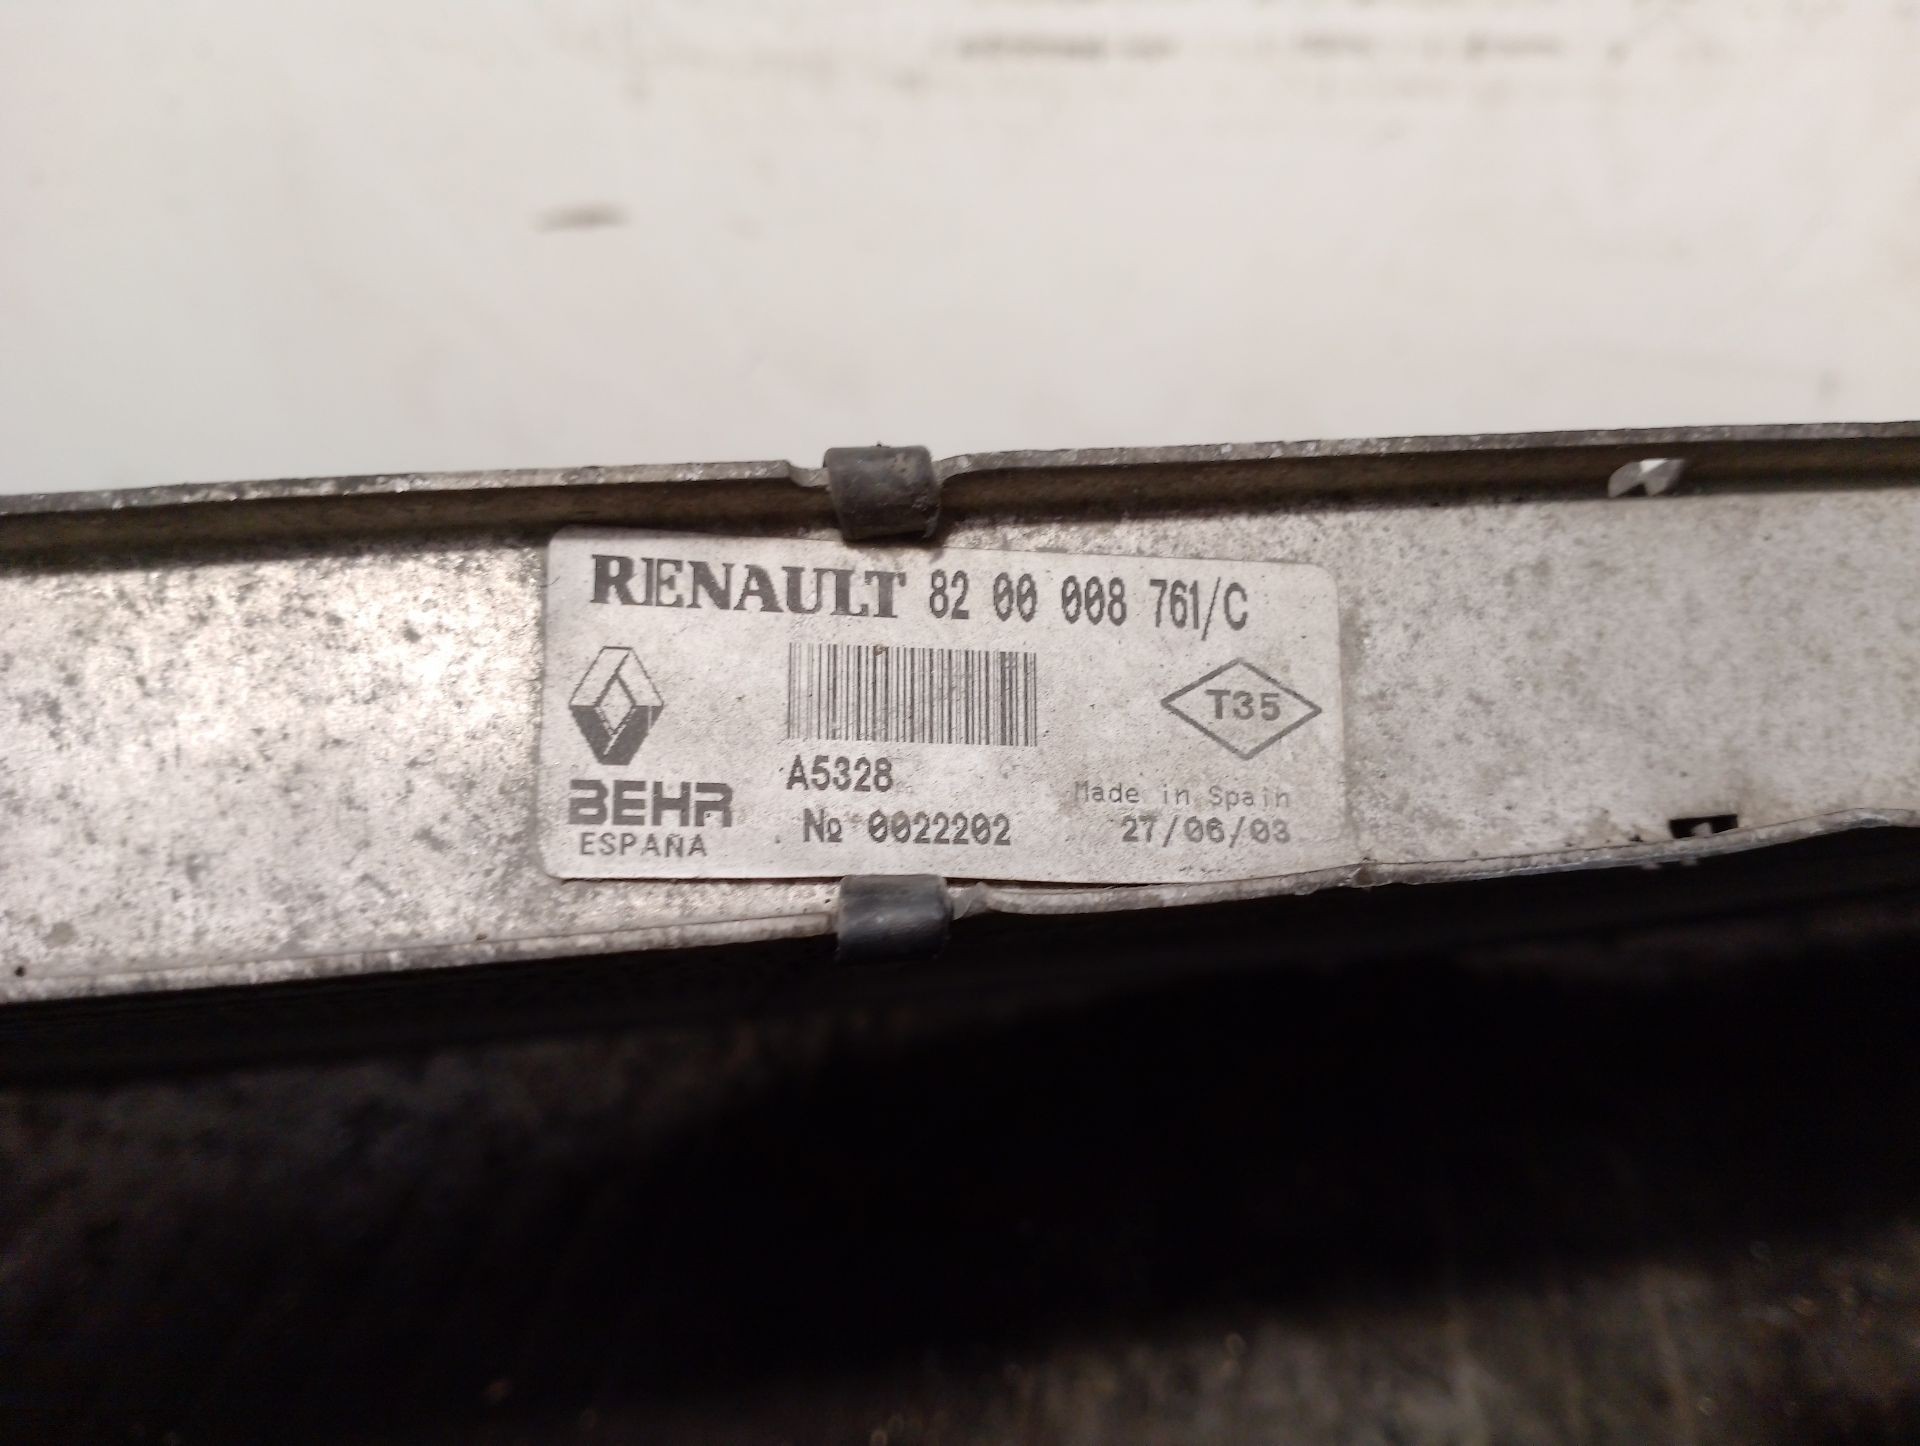 RENAULT 82 00 008 761/C
T35
A5328
BEHR
ESPAÑA
№ 0022202
Made in Spain
27/06/03